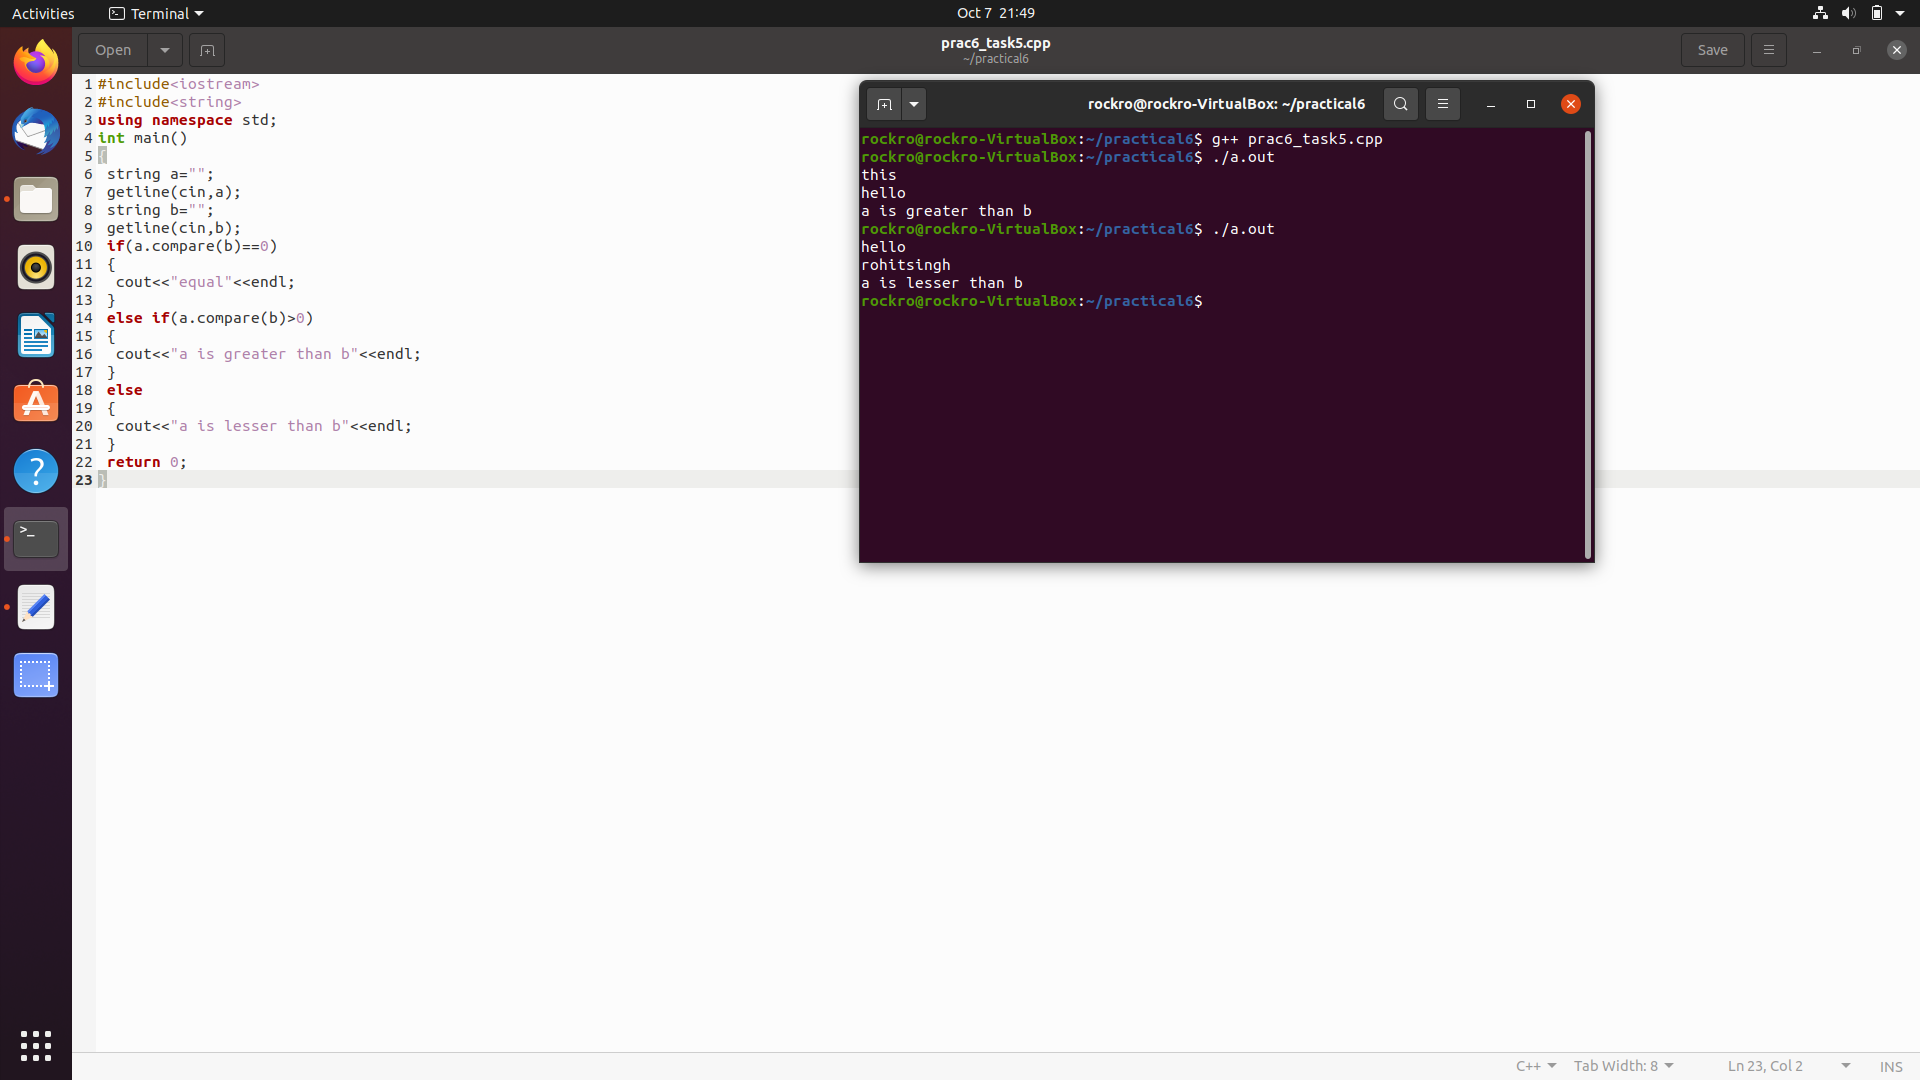 Activities
Terminal
Oct 7 21:49
Open
prac6_task5.cpp
~/practical6
Save
1 #include<iostream>
2 #include<string>
3 using namespace std;
4 int main()
5 {
6 string a="";
7 getline(cin,a);
8 string b="";
9 getline(cin,b);
10 if(a.compare(b)==0)
11 {
12 cout<<"equal"<<endl;
13 }
14 else if(a.compare(b)>0)
15 {
16 cout<<"a is greater than b"<<endl;
17 }
18 else
19 {
20 cout<<"a is lesser than b"<<endl;
21 }
22 return 0;
23 }
rockro@rockro-VirtualBox: ~/practical6
rockro@rockro-VirtualBox:~/practical6$ g++ prac6_task5.cpp
rockro@rockro-VirtualBox:~/practical6$ ./a.out
this
hello
a is greater than b
rockro@rockro-VirtualBox:~/practical6$ ./a.out
hello
rohitsingh
a is lesser than b
rockro@rockro-VirtualBox:~/practical6$
C++
Tab Width: 8
Ln 23, Col 2
INS